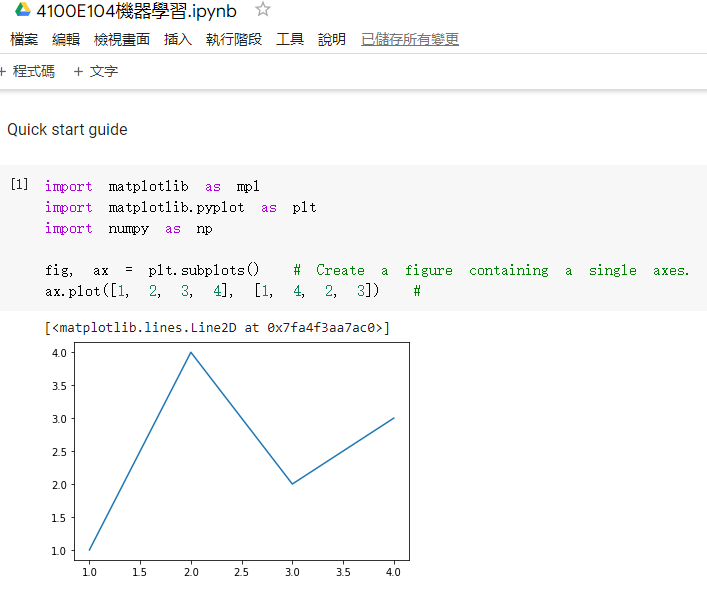 4100E104機器學習.ipynb
檔案 編輯 檢視畫面 插入 執行階段 工具 說明 已儲存所有變更
+ 程式碼 + 文字
Quick start guide
[1] import matplotlib as mpl
import matplotlib.pyplot as plt
import numpy as np
fig, ax = plt.subplots() # Create a figure containing a single axes.
ax.plot([1, 2, 3, 4], [1, 4, 2, 3]) #
[<matplotlib.lines.Line2D at 0x7fa4f3aa7ac0>]
4.0
3.5
3.0
2.5
2.0
1.5
1.0
1.0 1.5 2.0 2.5 3.0 3.5 4.0